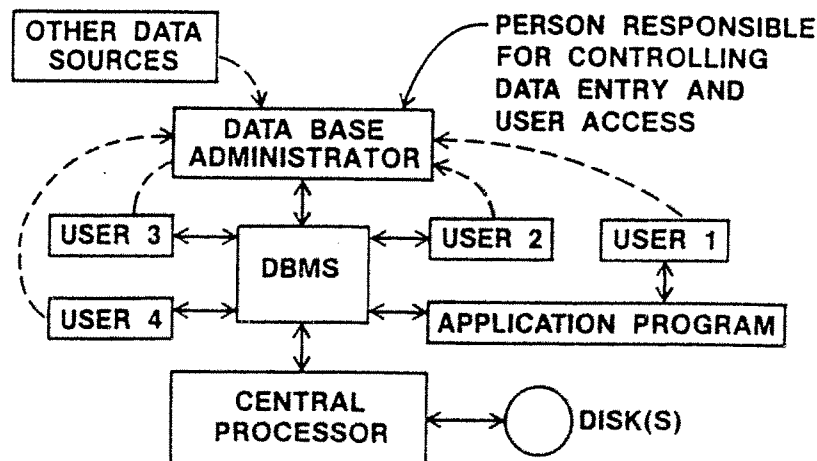 OTHER DATA
SOURCES
PERSON RESPONSIBLE
FOR CONTROLLING
DATA ENTRY AND
USER ACCESS
DATA BASE
ADMINISTRATOR
USER 3
DBMS
USER 2
USER 1
USER 4
APPLICATION PROGRAM
CENTRAL
PROCESSOR
DISK(S)